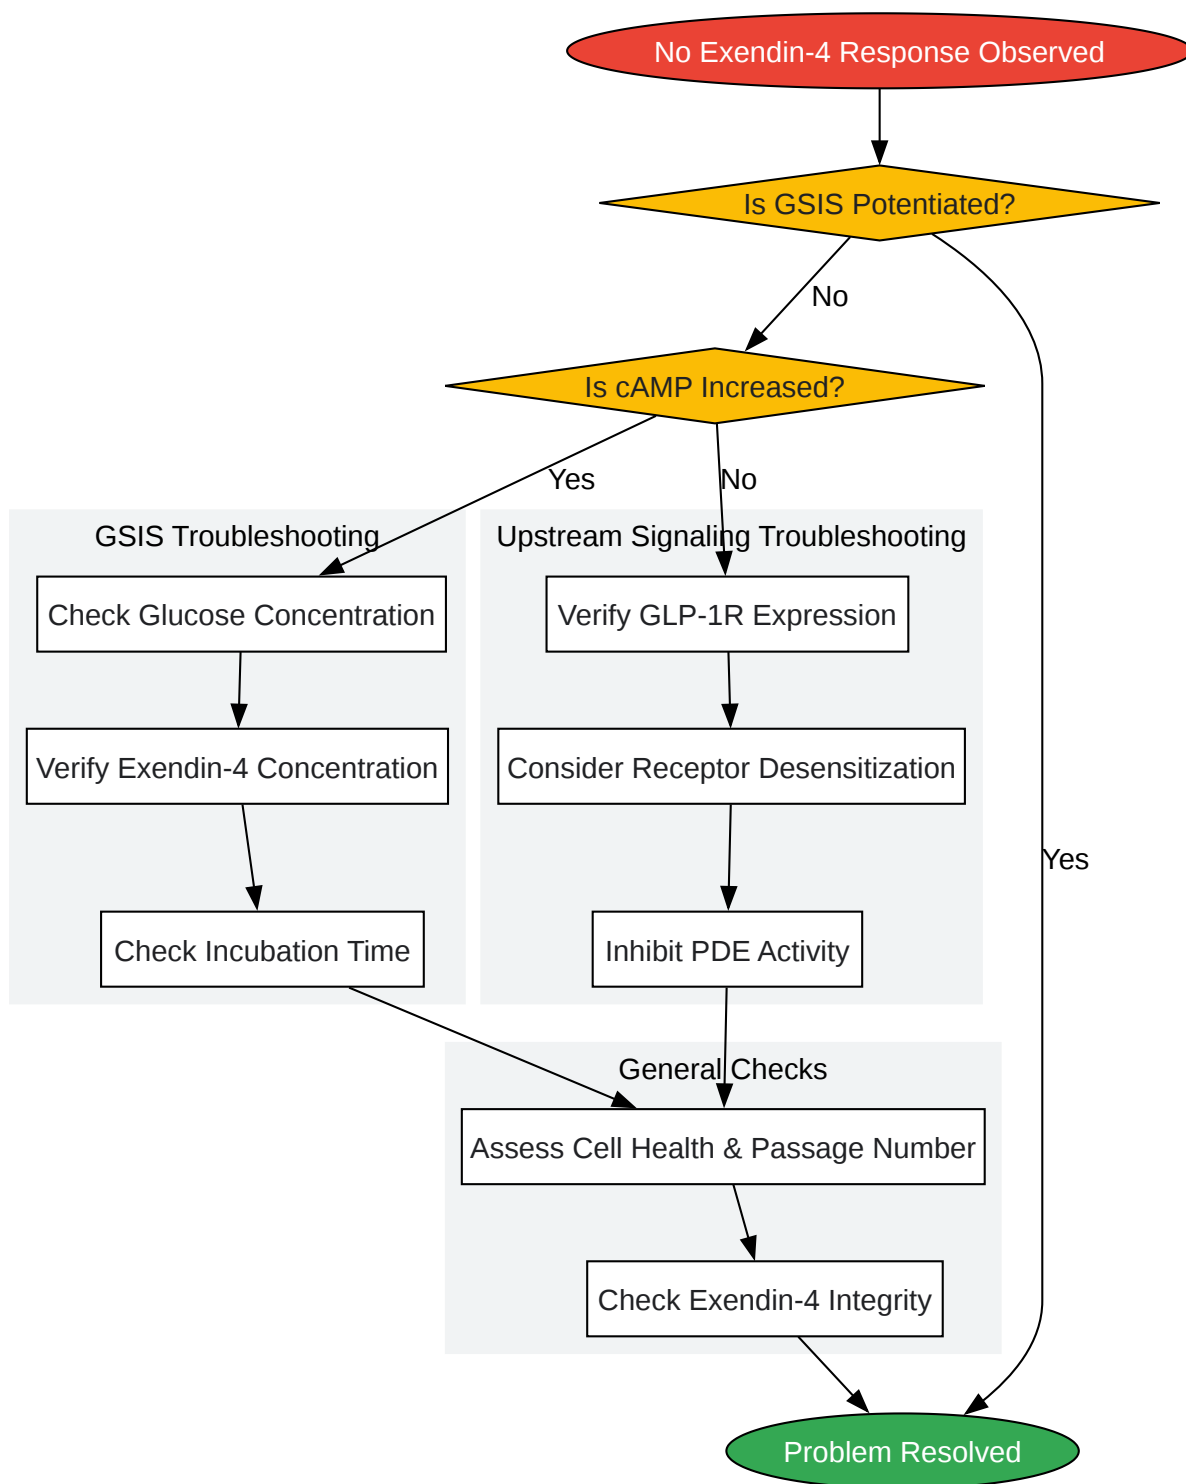 No Exendin-4 Response Observed
Is GSIS Potentiated?
No
Is cAMP Increased?
Yes
No
GSIS Troubleshooting
Upstream Signaling Troubleshooting
Check Glucose Concentration
Verify GLP-1R Expression
Verify Exendin-4 Concentration
Consider Receptor Desensitization
Yes
Check Incubation Time
Inhibit PDE Activity
General Checks
Assess Cell Health & Passage Number
Check Exendin-4 Integrity
Problem Resolved